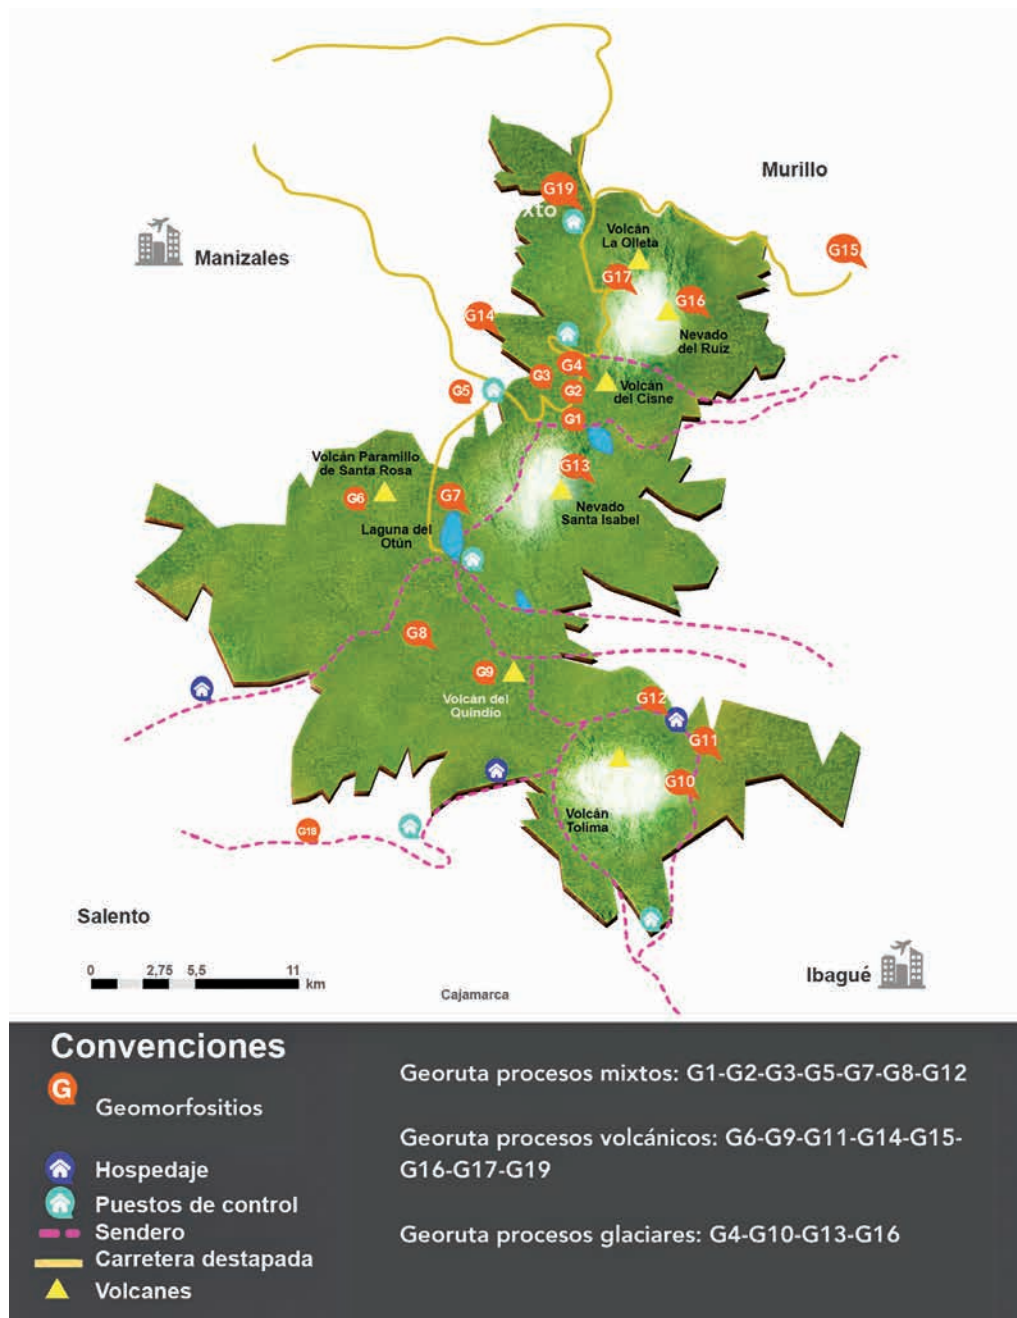 Murillo
G19
xto
Volcán
La Olleta
G15
Manizales
G17
G16
G14
Nevado
del Ruíz
G4
G3
G5
G2
Volcán
del Cisne
G1
Volcán Paramillo
de Santa Rosa
G13
G6
G7
Nevado
Santa Isabel
Laguna del
Otún
G8
G9
Volcán del
Quindío
G12
G11
G10
Volcán
Tolima
G18
Salento
0 2,75 5,5 11
km
Cajamarca
Ibagué
Convenciones
G
Geomorfositios
Hospedaje
Puestos de control
Sendero
Carretera destapada
Volcanes
Georuta procesos mixtos: G1-G2-G3-G5-G7-G8-G12
Georuta procesos volcánicos: G6-G9-G11-G14-G15-
G16-G17-G19
Georuta procesos glaciares: G4-G10-G13-G16